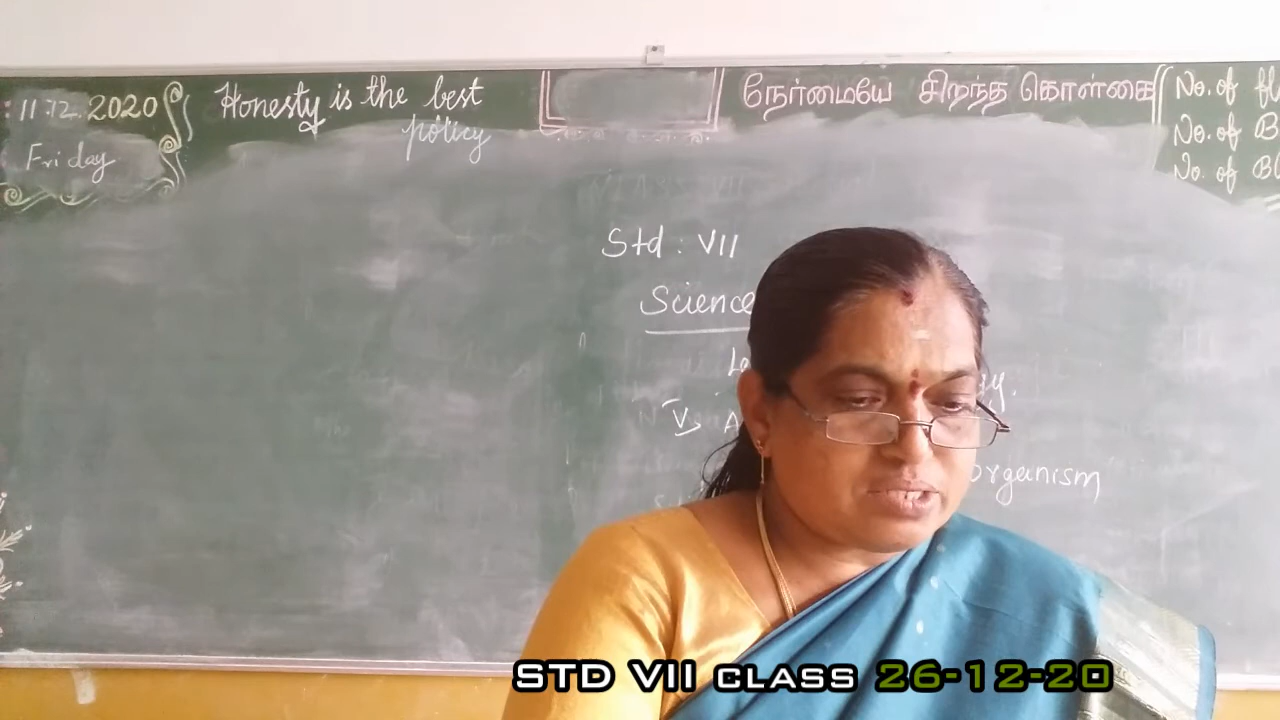 11.12.2020
Friday
Honesty is the best
policy
நேர்மையே சிறந்த கொள்கை
No. of
No. of
No. of
Std : VII
Science
V
organism
STD VII CLASS 26-12-20